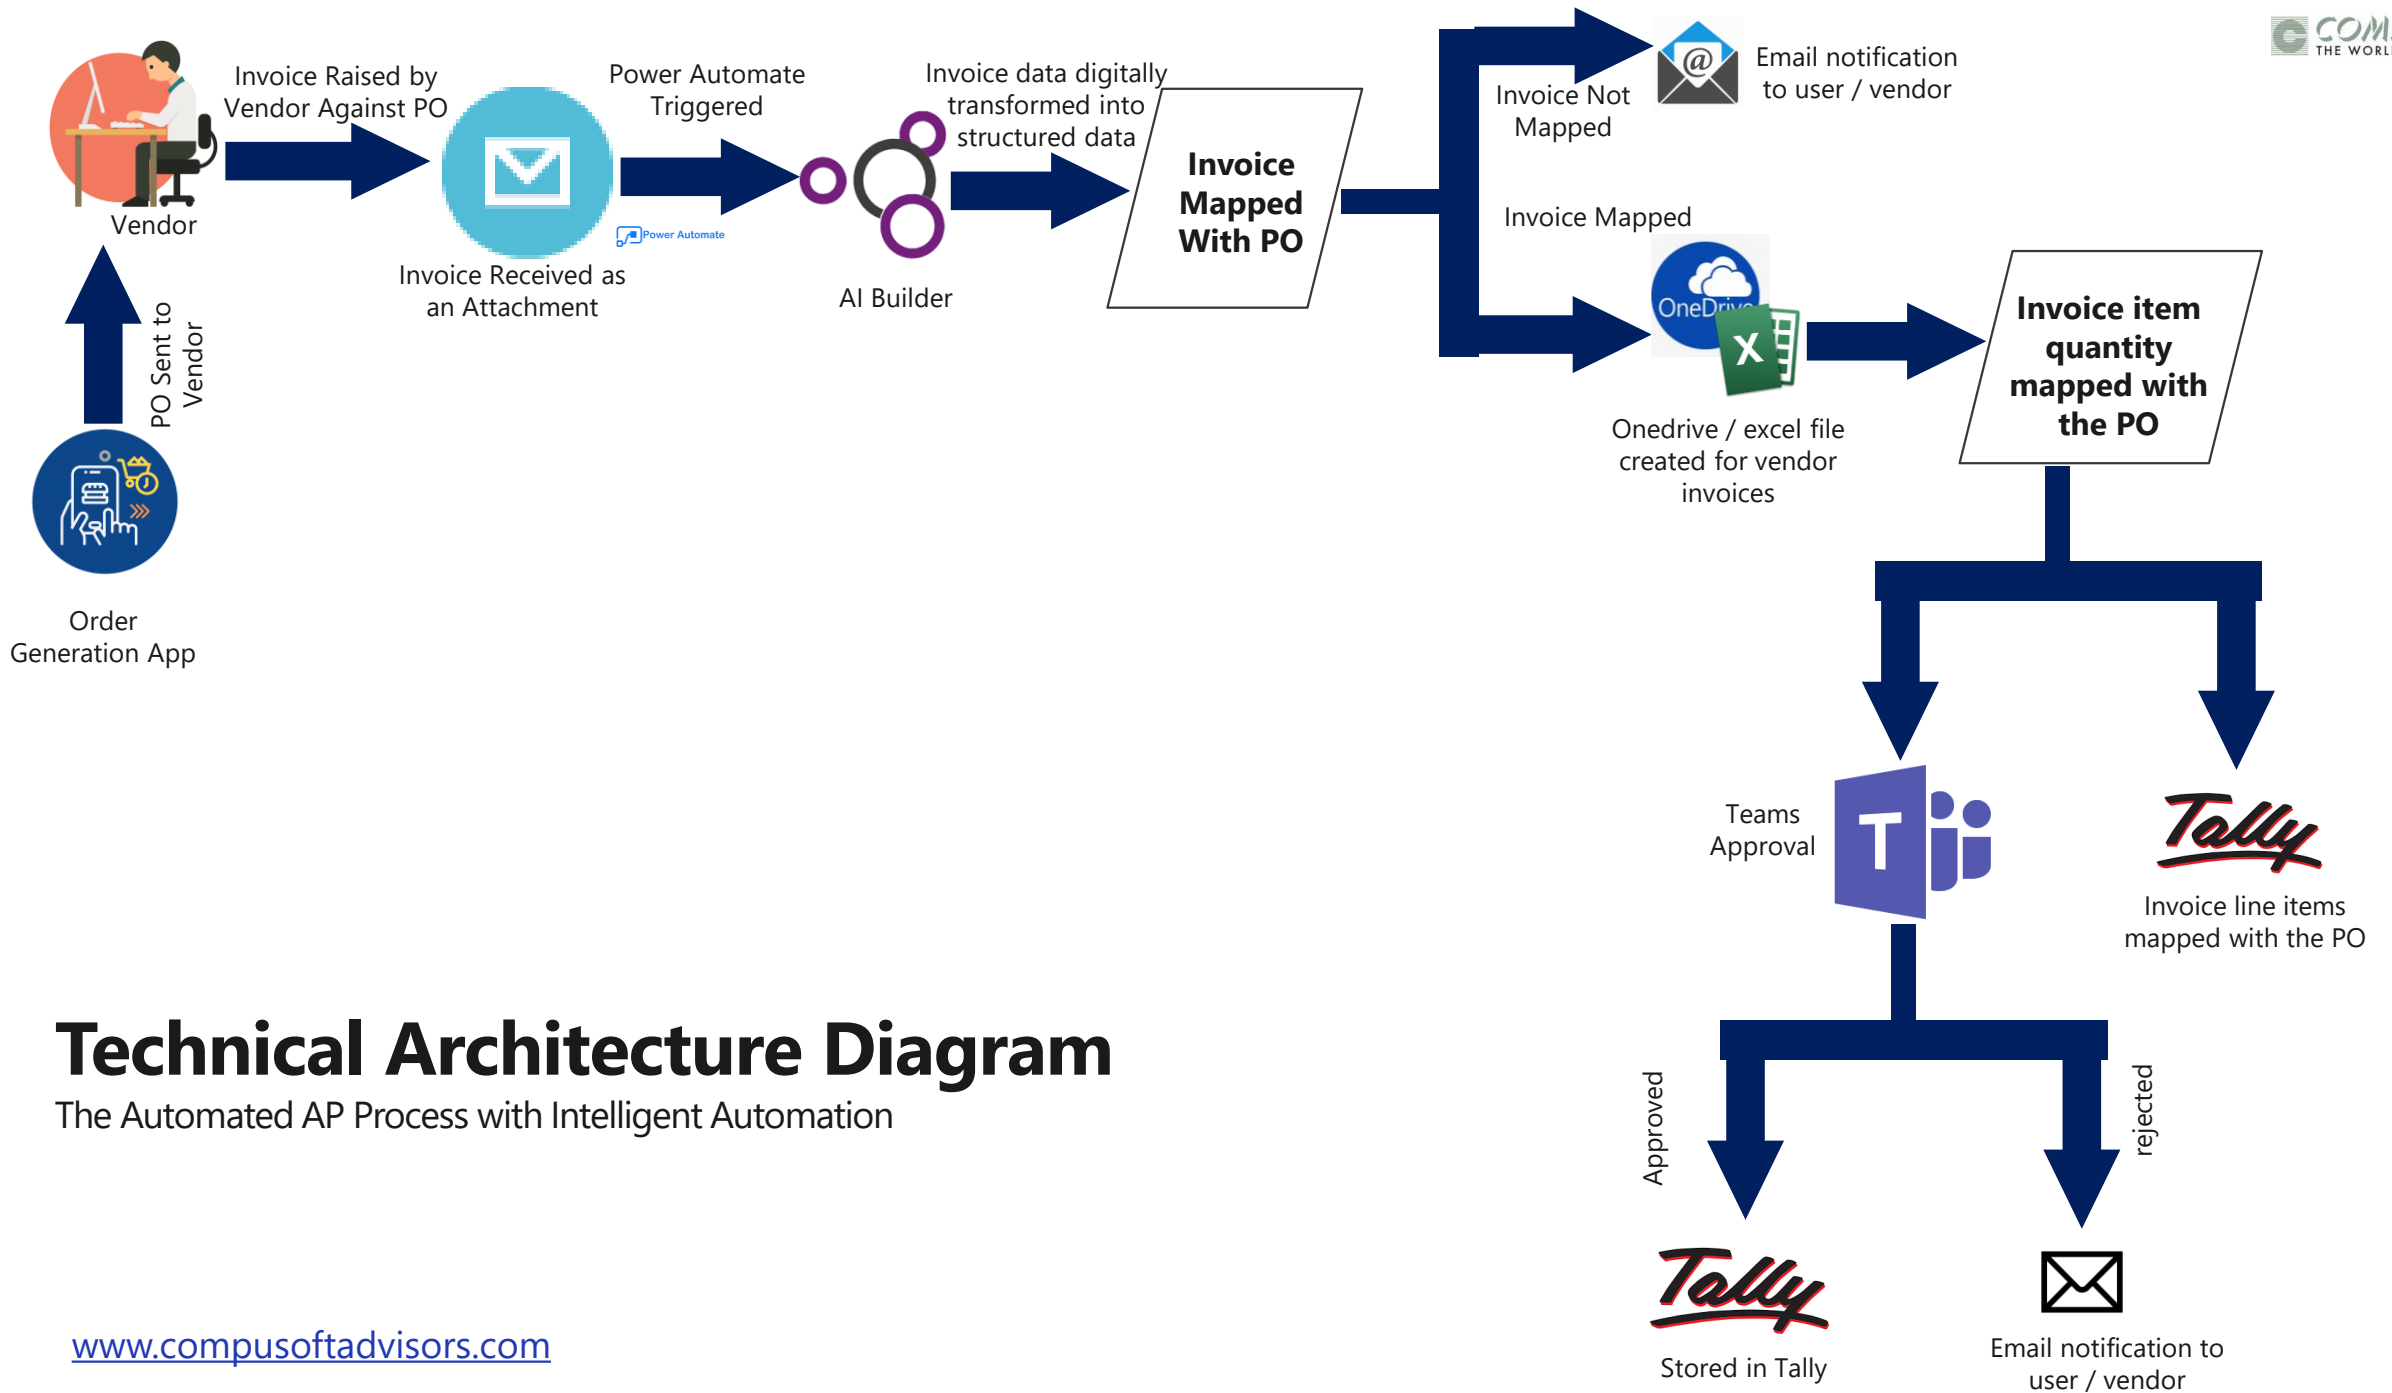 Invoice Raised by
Vendor Against PO
Power Automate
Triggered
Invoice data digitally
transformed into
structured data
Invoice
Mapped
With PO
Invoice Not
Mapped
Email notification
to user / vendor
THE
Vendor
Power Automate
Invoice Received as
an Attachment
AI Builder
Invoice Mapped
OneDrive
X
Onedrive / excel file
created for vendor
invoices
Invoice item
quantity
mapped with
the PO
PO Sent to
Vendor
Order
Generation App
Teams
Approval
T
Tally
Invoice line items
mapped with the PO
Technical Architecture Diagram
The Automated AP Process with Intelligent Automation
Approved
rejected
Tally
Stored in Tally
Email notification to
user / vendor
www.compusoftadvisors.com